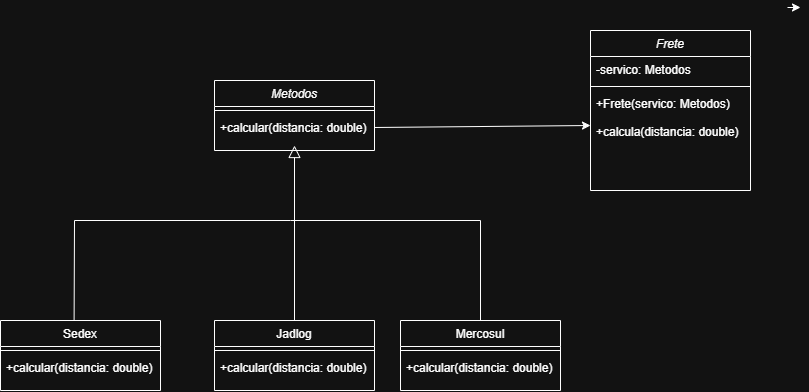 Frete
-servico: Metodos
+Frete(servico: Metodos)
+calcula(distancia: double)
Metodos
+calcular(distancia: double)
Sedex
+calcular(distancia: double)
Jadlog
+calcular(distancia: double)
Mercosul
+calcular(distancia: double)